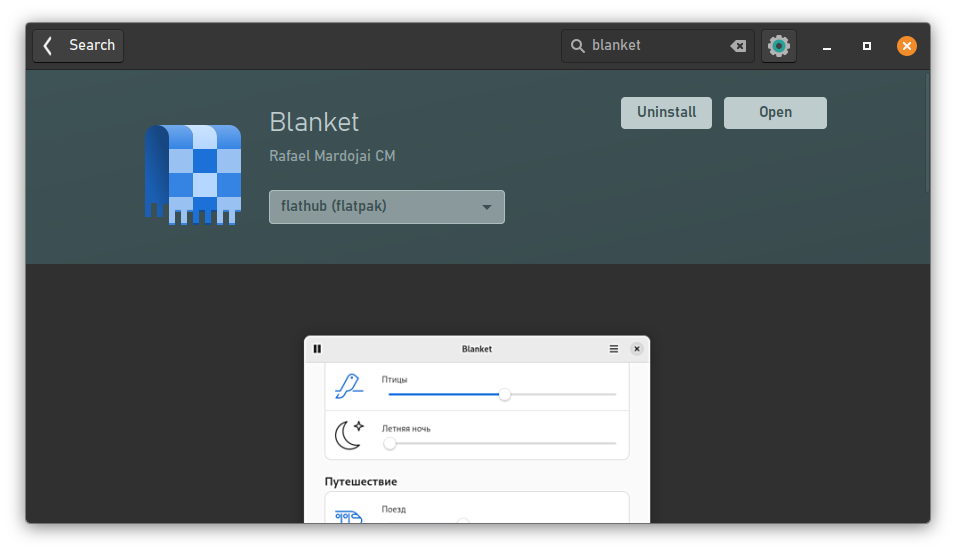 Search
blanket
Blanket
Uninstall
Open
Rafael Mardojai CM
flathub (flatpak)
Blanket
Птицы
Летняя ночь
Путешествие
Поезд